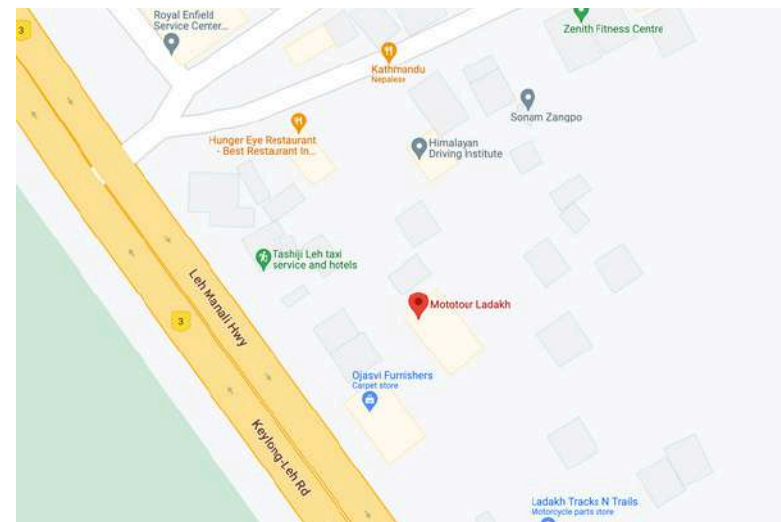 3
Royal Enfield
Service Center...
Zenith Fitness Centre
Kathmandu
Nepalese
Sonam Zangpo
Hunger Eye Restaurant
- Best Restaurant In...
Himalayan
Driving Institute
Tashiji Leh taxi
service and hotels
Leh Manali Hwy
Mototour Ladakh
3
Ojasvi Furnishers
Carpet store
Keylong-Leh Rd
Ladakh Tracks N Trails
Motorcycle parts store